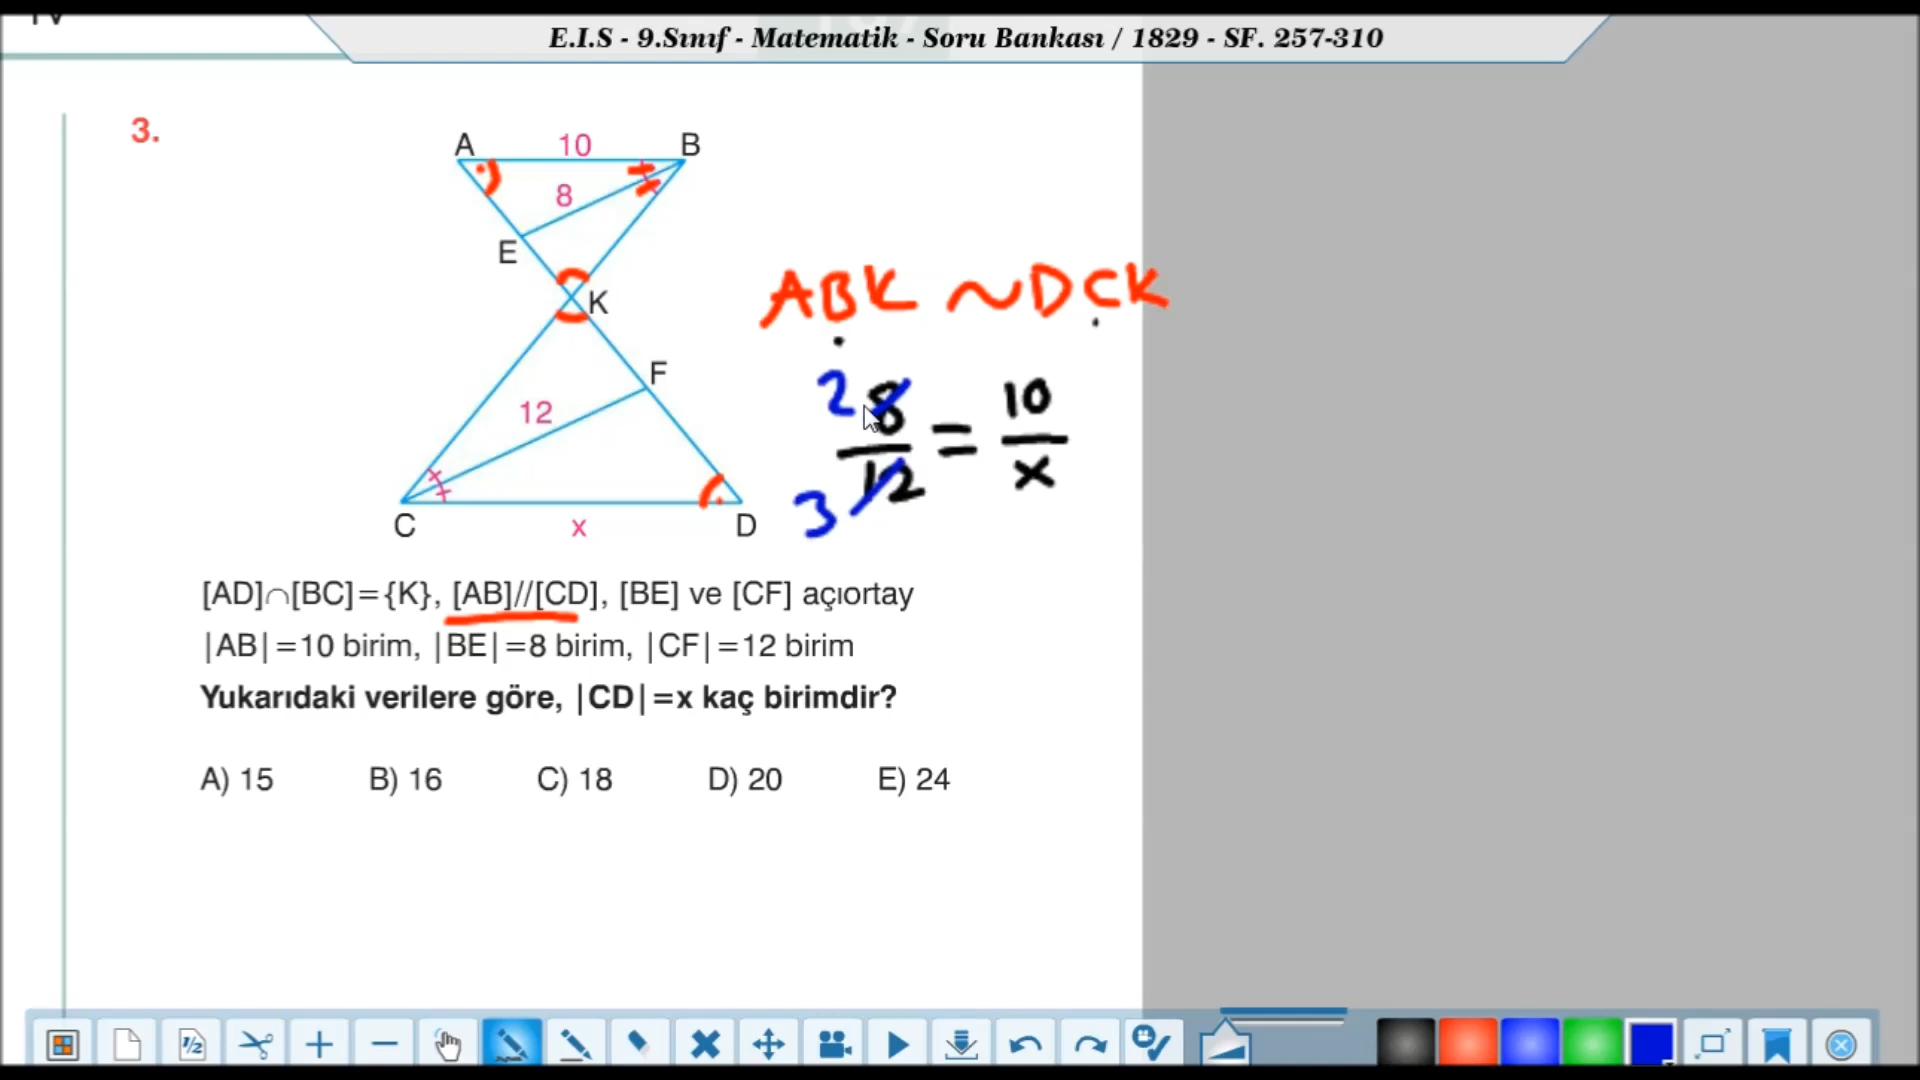 E.I.S - 9.Sınıf - Matematik - Soru Bankası / 1829 - SF. 257-310
3.
A 10 B
8
E
K
F
12
C x D
ABK ~ DCK
2 8 10
= 
3 12 x
[AD]∩[BC]={K}, [AB]//[CD], [BE] ve [CF] açıortay
|AB|=10 birim, |BE|=8 birim, |CF|=12 birim
Yukarıdaki verilere göre, |CD|=x kaç birimdir?
A) 15 B) 16 C) 18 D) 20 E) 24
1/2